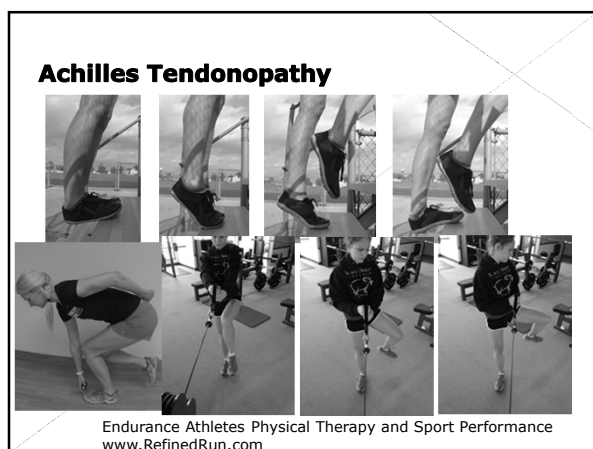 Achilles Tendonopathy
Endurance Athletes Physical Therapy and Sport Performance
www.RefinedRun.com